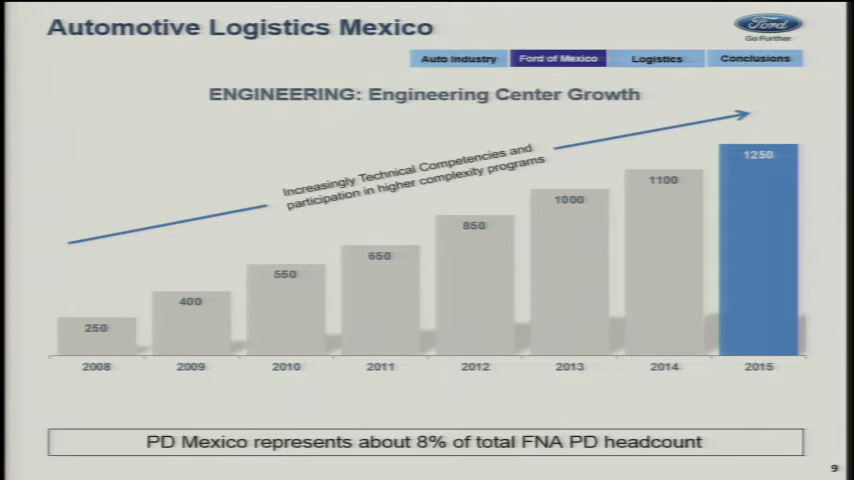 Automotive Logistics Mexico
Ford
Go Further
Auto Industry
Ford of Mexico
Logistics
Conclusions
ENGINEERING: Engineering Center Growth
Increasingly Technical Competencies and
participation in higher complexity programs
250
400
550
650
850
1000
1100
1250
2008
2009
2010
2011
2012
2013
2014
2015
PD Mexico represents about 8% of total FNA PD headcount
9